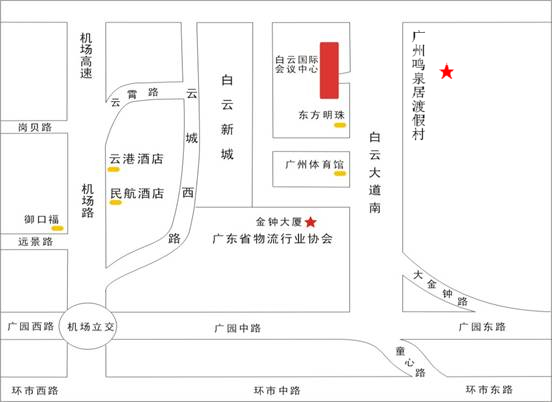 机场高速
云霄路
岗贝路
云港酒店
民航酒店
机场路
御口福
远景路
云城西路
白云新城
白云国际
会议中心
东方明珠
广州体育馆
白云大道南
广州鸣泉居渡假村
金钟大厦
广东省物流行业协会
大金钟路
广园西路
机场立交
广园中路
广园东路
童心路
环市西路
环市中路
环市东路